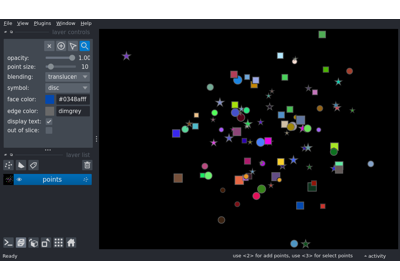 File View Plugins Window Help
layer controls
opacity: 1.00
point size: 10
blending: translucen
symbol: disc
face color: #0348afff
edge color: dimgrey
display text:
out of slice:
layer list
points
Ready use <2> for add points, use <3> for select points activity